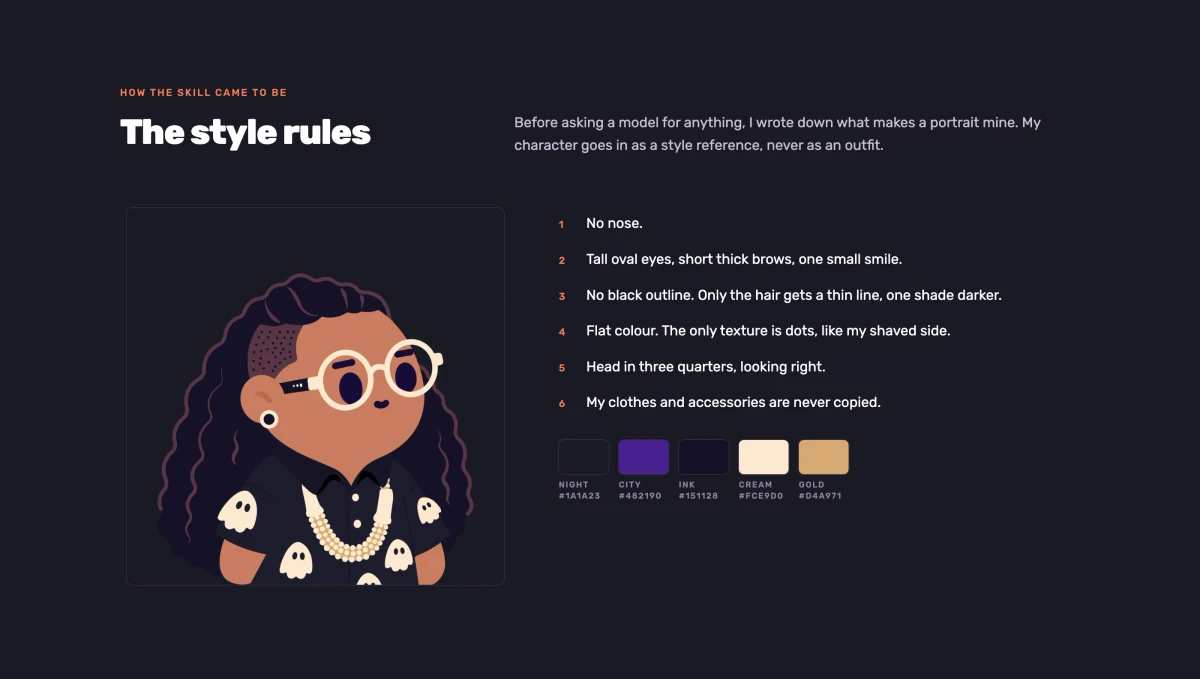 HOW THE SKILL CAME TO BE
The style rules
Before asking a model for anything, I wrote down what makes a portrait mine. My
character goes in as a style reference, never as an outfit.
1 No nose.
2 Tall oval eyes, short thick brows, one small smile.
3 No black outline. Only the hair gets a thin line, one shade darker.
4 Flat colour. The only texture is dots, like my shaved side.
5 Head in three quarters, looking right.
6 My clothes and accessories are never copied.
NIGHT CITY INK CREAM GOLD
#1A1A23 #482190 #151128 #FCE9D0 #D4A971